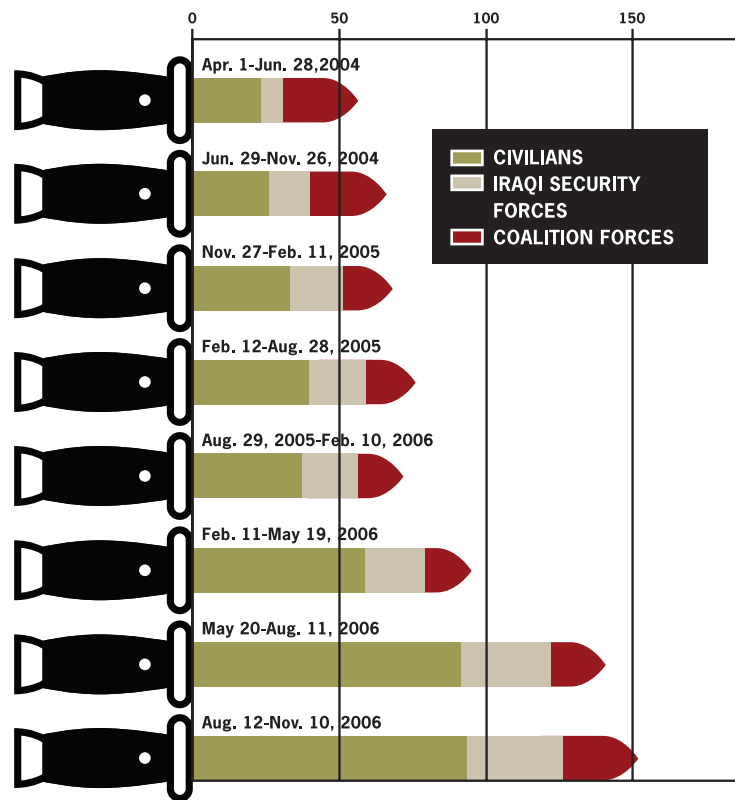 0 50 100 150
Apr. 1-Jun. 28,2004
Jun. 29-Nov. 26, 2004
CIVILIANS
IRAQI SECURITY
FORCES
COALITION FORCES
Nov. 27-Feb. 11, 2005
Feb. 12-Aug. 28, 2005
Aug. 29, 2005-Feb. 10, 2006
Feb. 11-May 19, 2006
May 20-Aug. 11, 2006
Aug. 12-Nov. 10, 2006